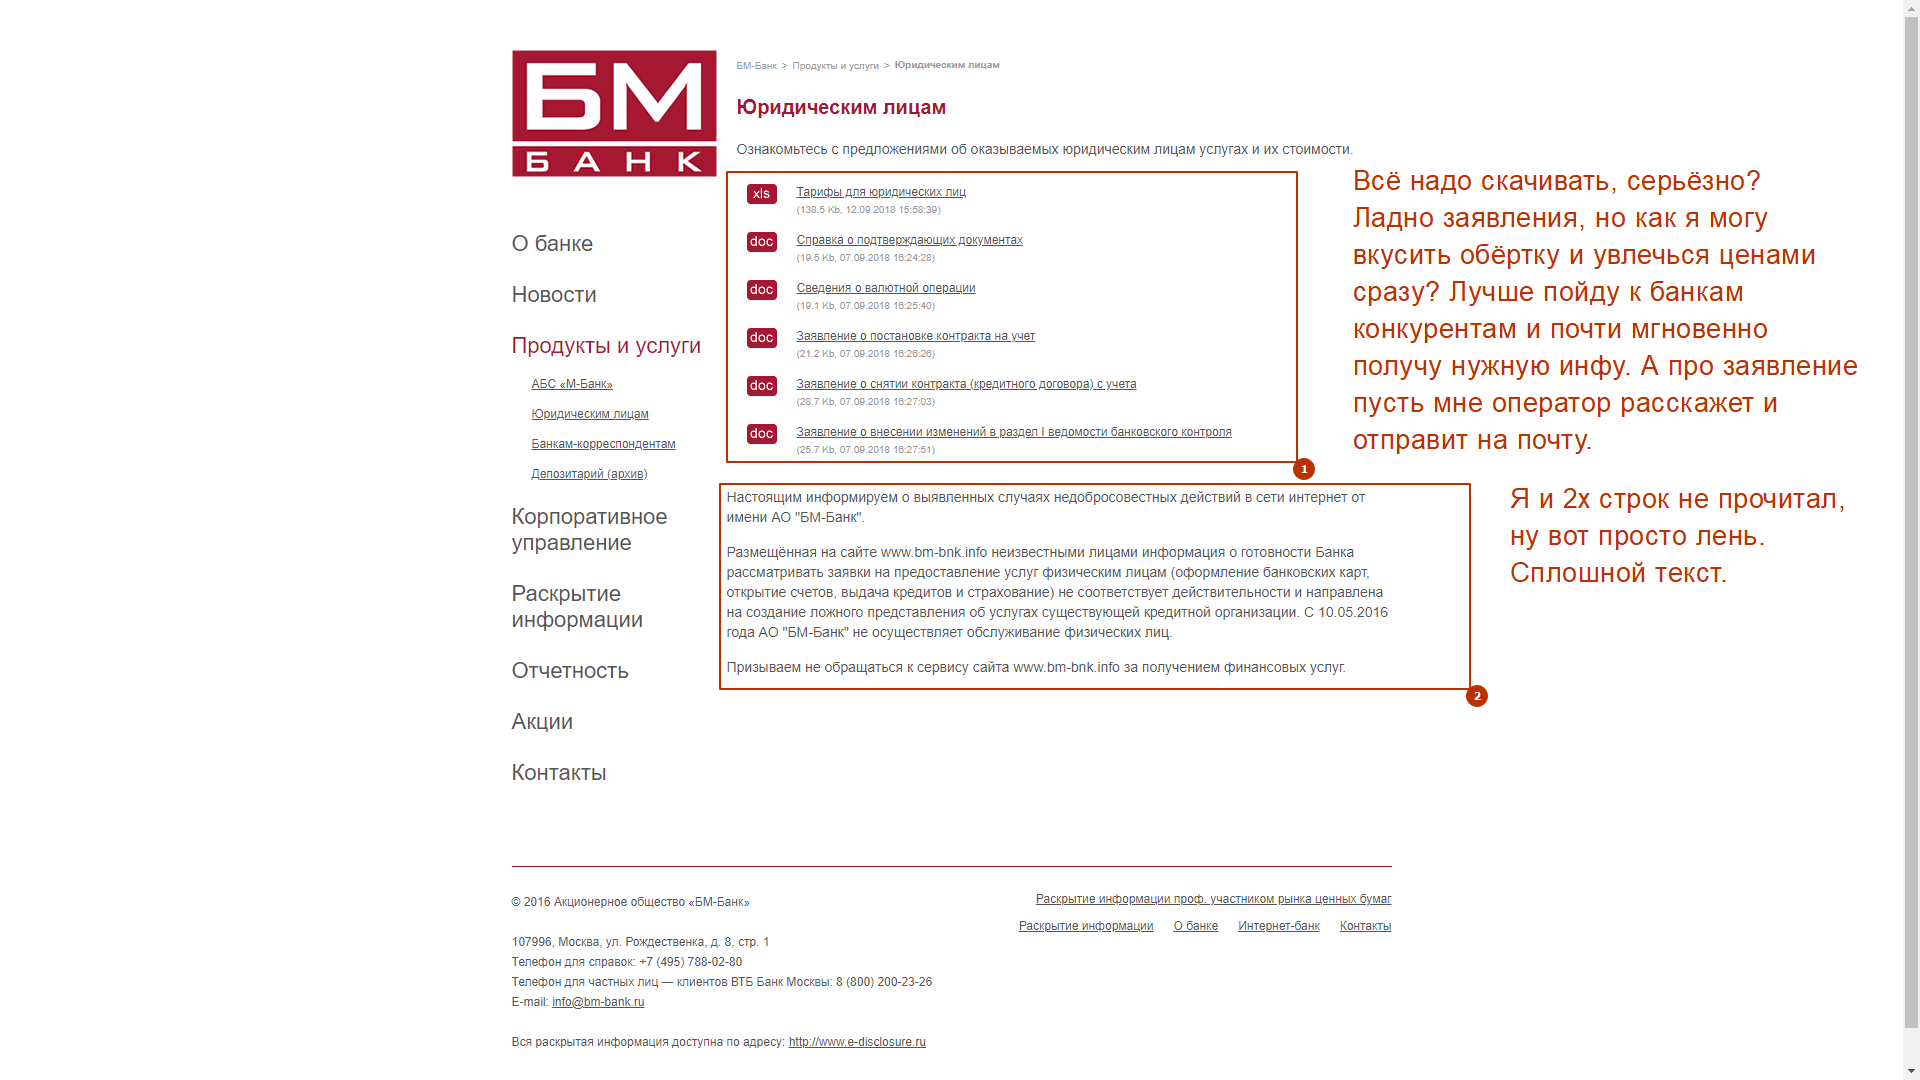 БМ
БАНК
БМ-Банк > Продукты и услуги > Юридическим лицам
Юридическим лицам
Ознакомьтесь с предложениями об оказываемых юридическим лицам услугах и их стоимости.
xls Тарифы для юридических лиц
(138.5 Kb, 12.09.2018 15:58:39)
doc Справка о подтверждающих документах
(19.5 Kb, 07.09.2018 16:24:28)
doc Сведения о валютной операции
(19.1 Kb, 07.09.2018 16:25:40)
doc Заявление о постановке контракта на учет
(21.2 Kb, 07.09.2018 16:26:26)
doc Заявление о снятии контракта (кредитного договора) с учета
(28.7 Kb, 07.09.2018 16:27:03)
doc Заявление о внесении изменений в раздел I ведомости банковского контроля
(25.7 Kb, 07.09.2018 16:27:51)
1
Всё надо скачивать, серьёзно?
Ладно заявления, но как я могу
вкусить обёртку и увлечься ценами
сразу? Лучше пойду к банкам
конкурентам и почти мгновенно
получу нужную инфу. А про заявление
пусть мне оператор расскажет и
отправит на почту.
О банке
Новости
Продукты и услуги
АБС «М-Банк»
Юридическим лицам
Банкам-корреспондентам
Депозитарий (архив)
Корпоративное
управление
Раскрытие
информации
Отчетность
Акции
Контакты
Настоящим информируем о выявленных случаях недобросовестных действий в сети интернет от
имени АО "БМ-Банк".
Размещённая на сайте www.bm-bnk.info неизвестными лицами информация о готовности Банка
рассматривать заявки на предоставление услуг физическим лицам (оформление банковских карт,
открытие счетов, выдача кредитов и страхование) не соответствует действительности и направлена
на создание ложного представления об услугах существующей кредитной организации. С 10.05.2016
года АО "БМ-Банк" не осуществляет обслуживание физических лиц.
Призываем не обращаться к сервису сайта www.bm-bnk.info за получением финансовых услуг.
2
Я и 2х строк не прочитал,
ну вот просто лень.
Сплошной текст.
© 2016 Акционерное общество «БМ-Банк»
107996, Москва, ул. Рождественка, д. 8, стр. 1
Телефон для справок: +7 (495) 788-02-80
Телефон для частных лиц — клиентов ВТБ Банк Москвы: 8 (800) 200-23-26
E-mail: info@bm-bank.ru
Вся раскрытая информация доступна по адресу: http://www.e-disclosure.ru
Раскрытие информации проф. участником рынка ценных бумаг
Раскрытие информации О банке Интернет-банк Контакты